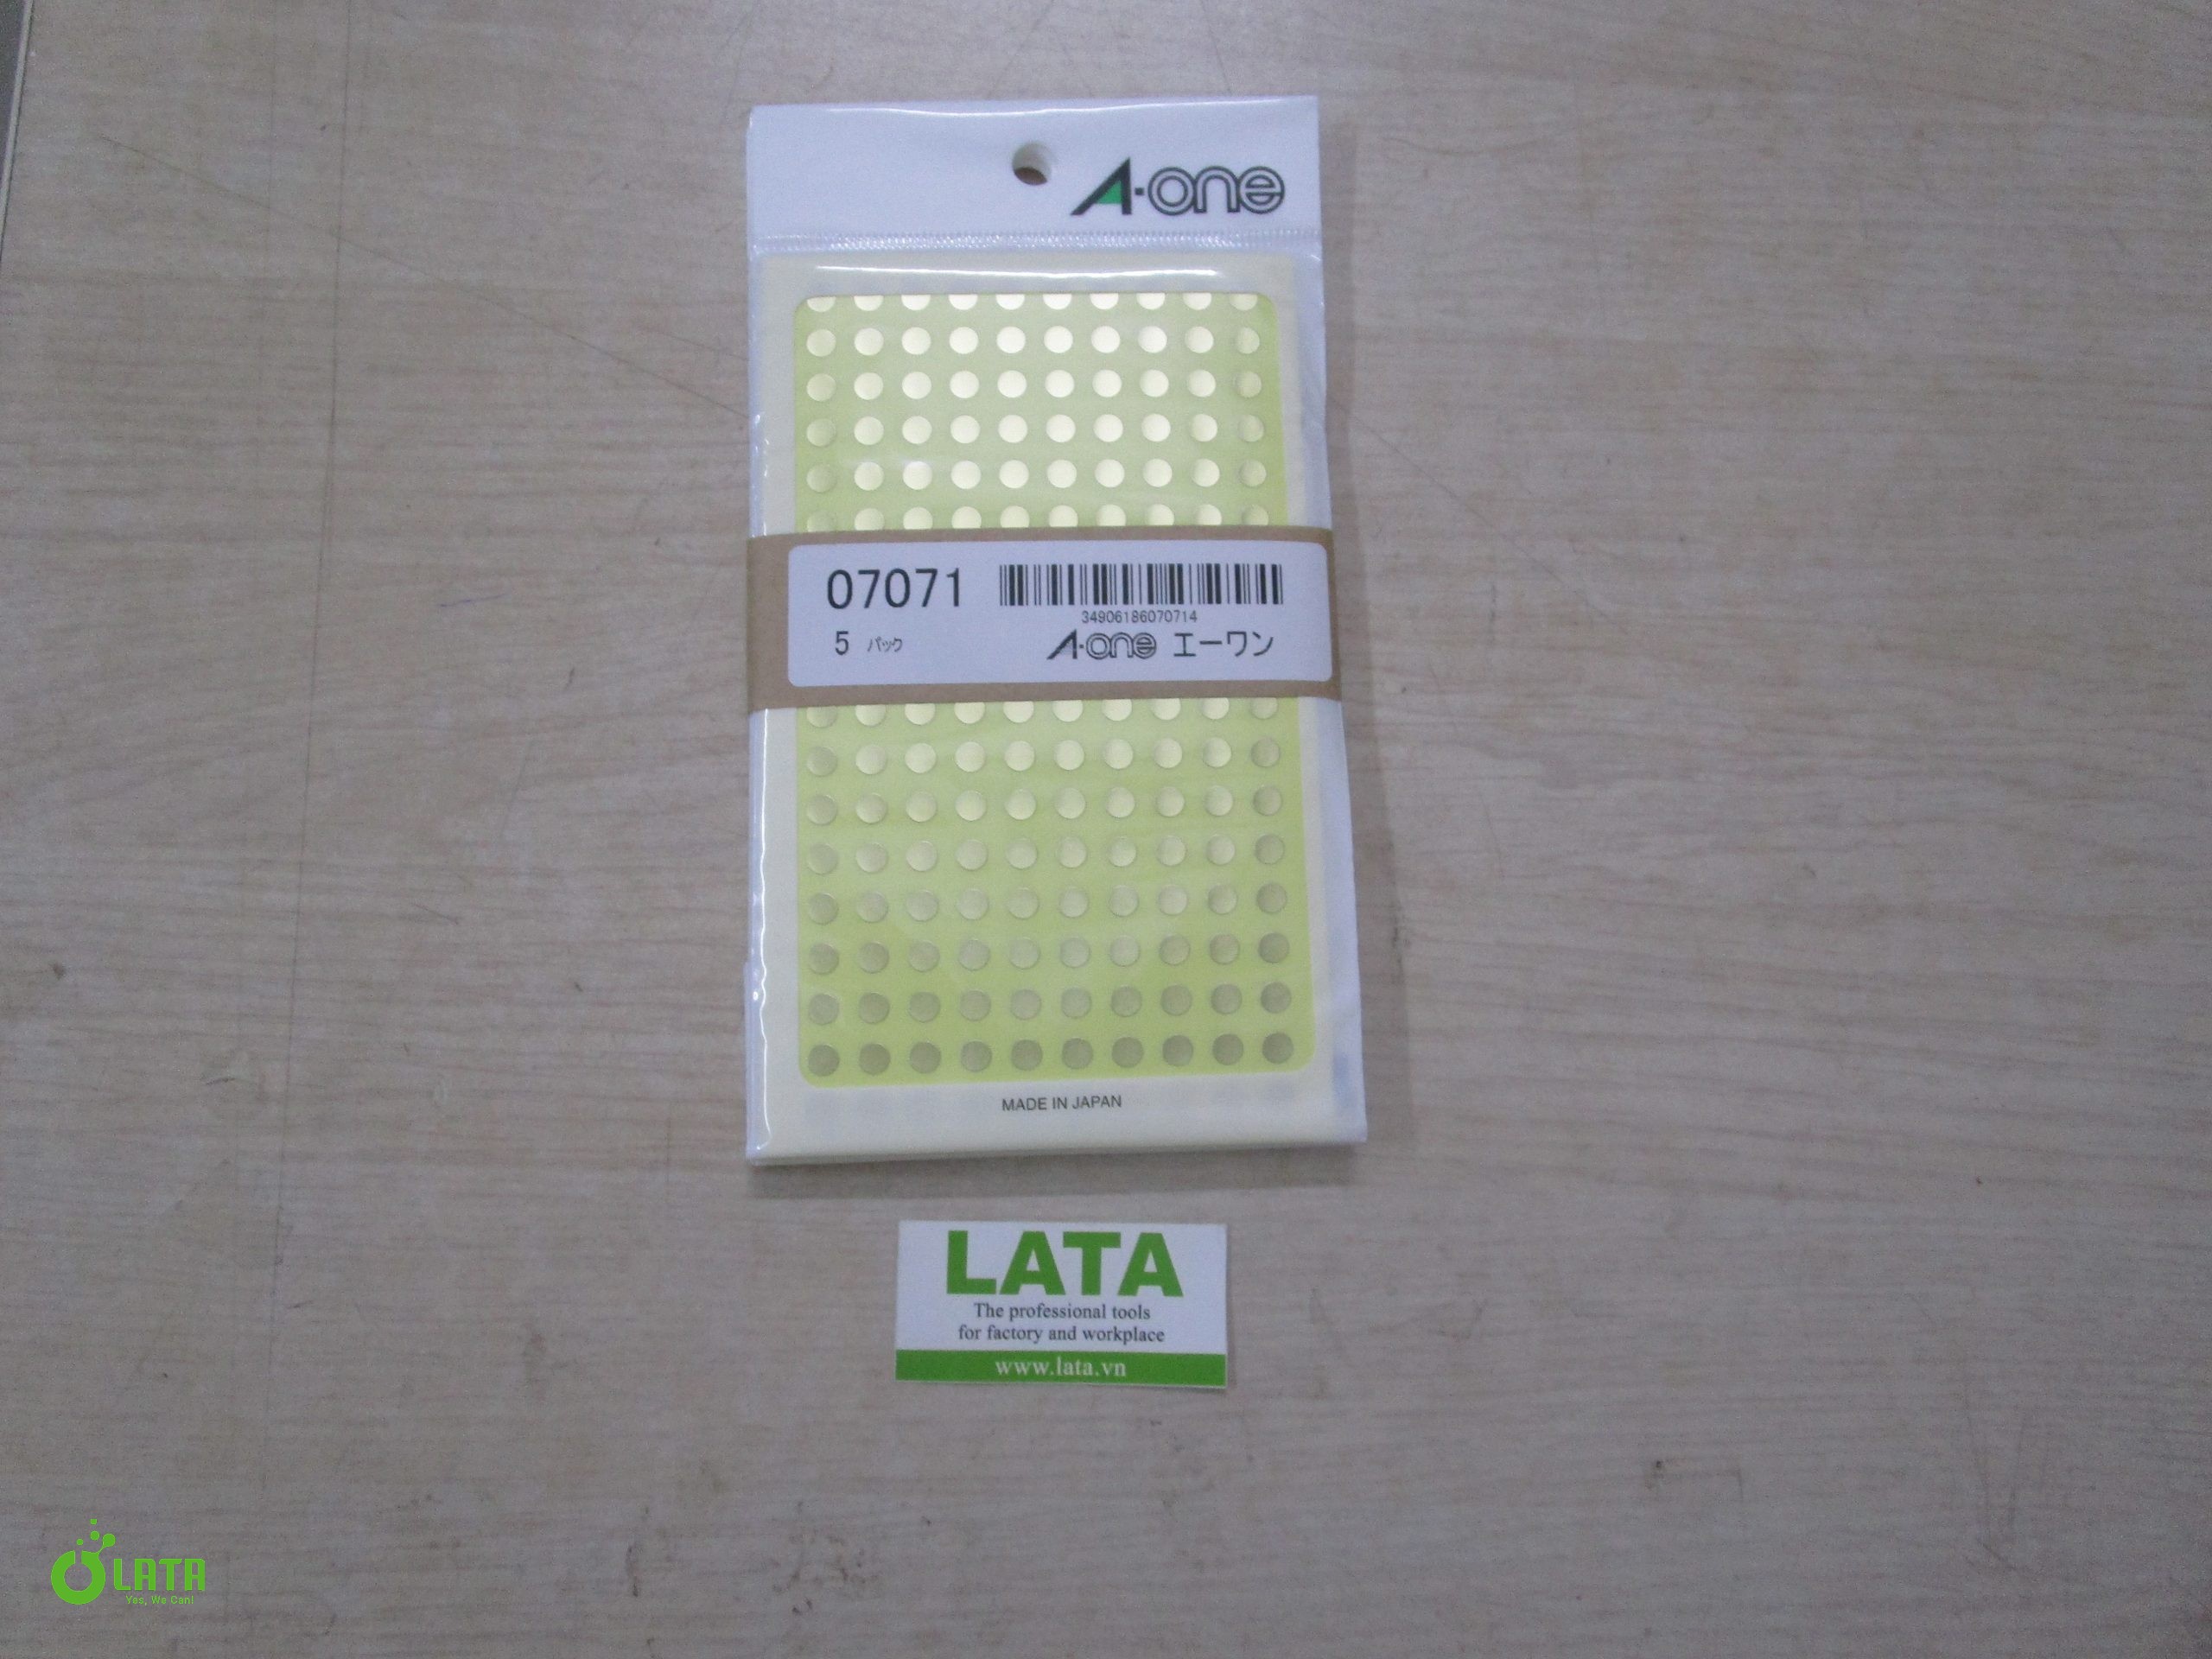 A-one
07071
34906186070714
5 パック
A-one エーワン
MADE IN JAPAN
LATA
The professional tools
for factory and workplace
www.lata.vn
LATA
Yes, We Can!